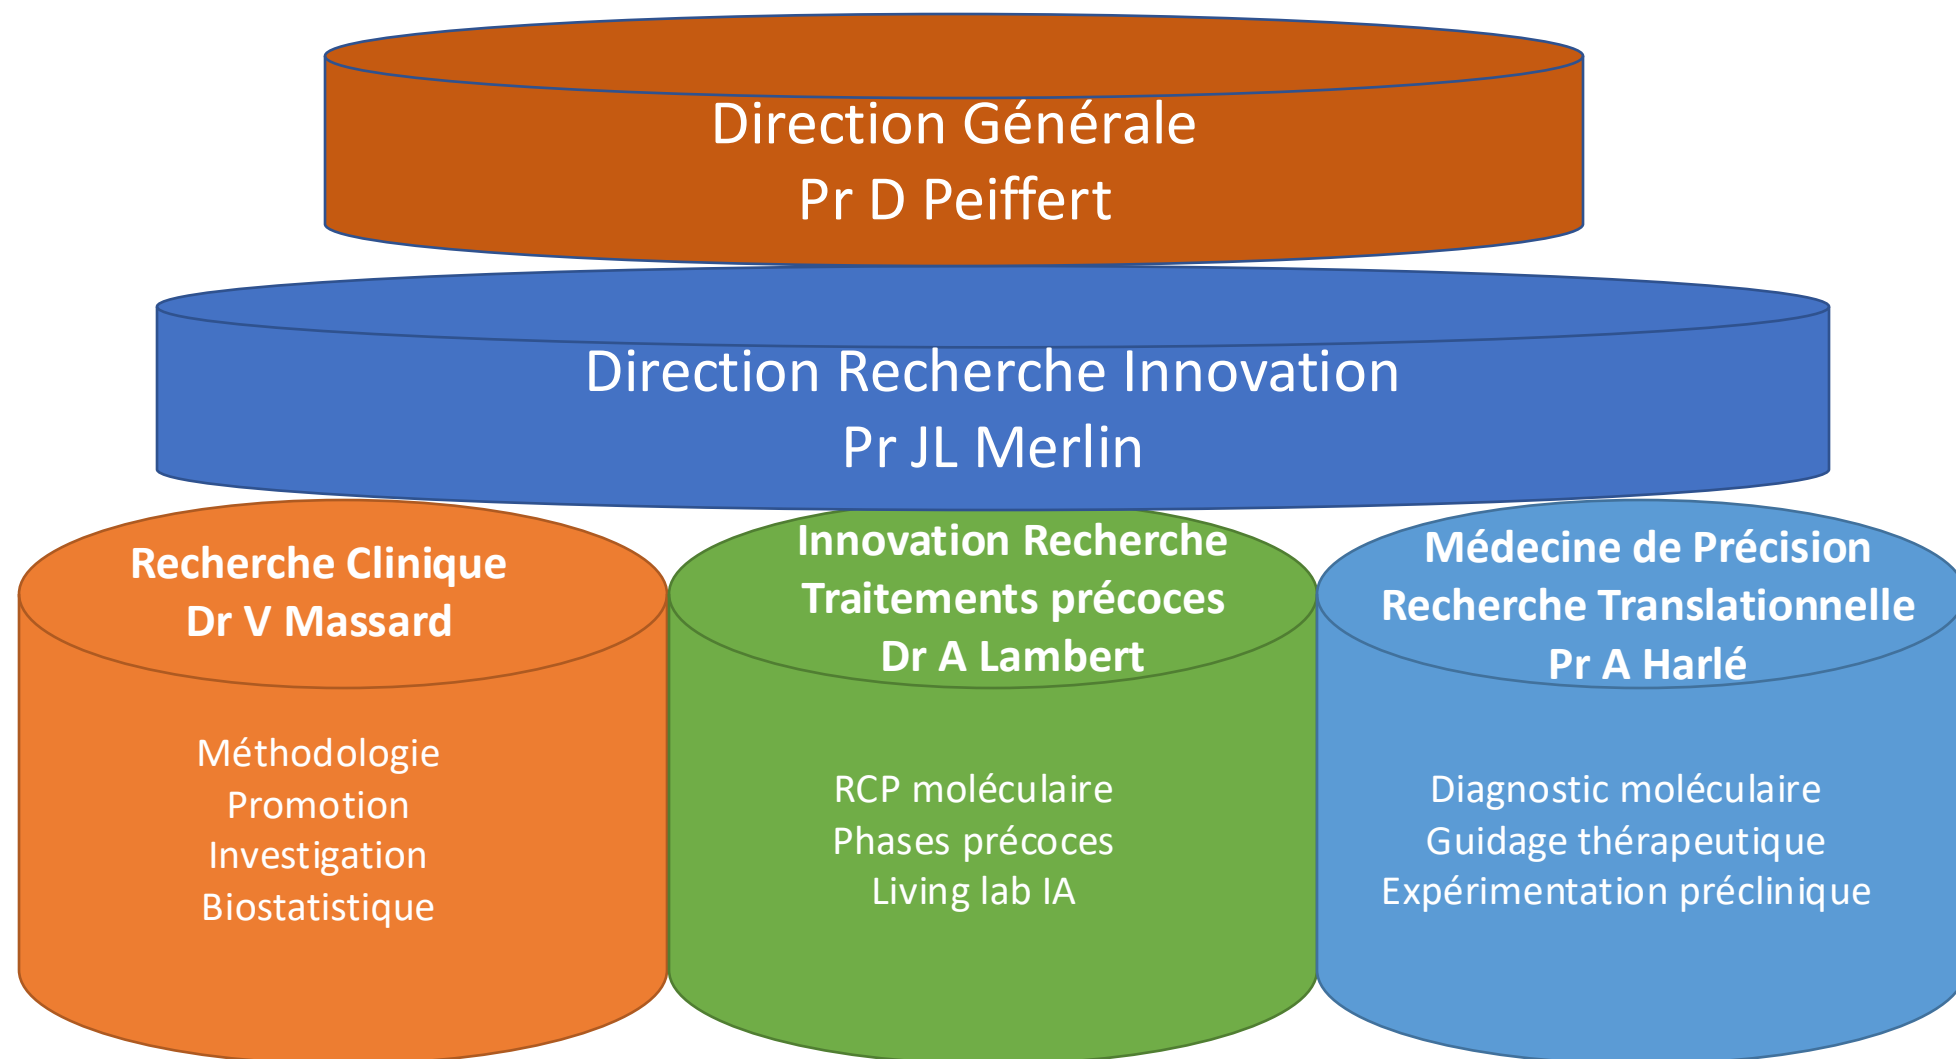 Direction Générale
Pr D Peiffert
Direction Recherche Innovation
Pr JL Merlin
Recherche Clinique
Dr V Massard
Méthodologie
Promotion
Investigation
Biostatistique
Innovation Recherche
Traitements précoces
Dr A Lambert
RCP moléculaire
Phases précoces
Living lab IA
Médecine de Précision
Recherche Translationnelle
Pr A Harlé
Diagnostic moléculaire
Guidage thérapeutique
Expérimentation préclinique